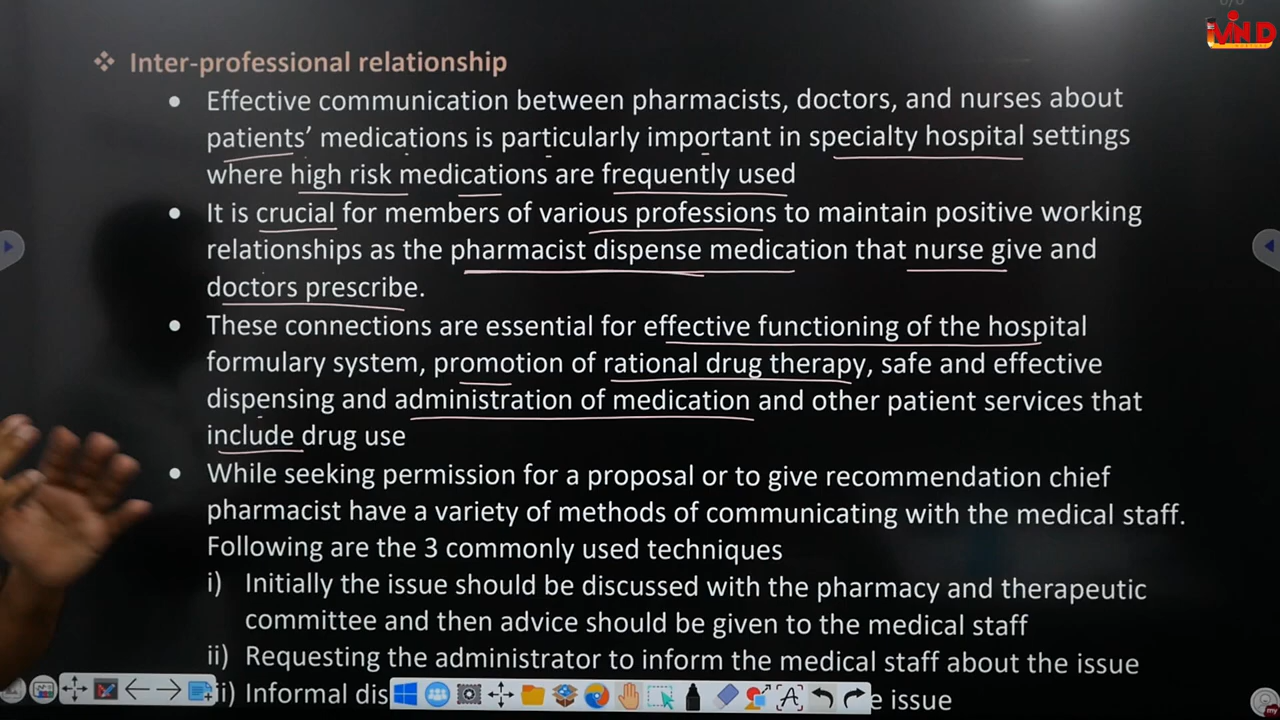 ❖ Inter-professional relationship
• Effective communication between pharmacists, doctors, and nurses about
patients’ medications is particularly important in specialty hospital settings
where high risk medications are frequently used
• It is crucial for members of various professions to maintain positive working
relationships as the pharmacist dispense medication that nurse give and
doctors prescribe.
• These connections are essential for effective functioning of the hospital
formulary system, promotion of rational drug therapy, safe and effective
dispensing and administration of medication and other patient services that
include drug use
• While seeking permission for a proposal or to give recommendation chief
pharmacist have a variety of methods of communicating with the medical staff.
Following are the 3 commonly used techniques
i) Initially the issue should be discussed with the pharmacy and therapeutic
committee and then advice should be given to the medical staff
ii) Requesting the administrator to inform the medical staff about the issue
Informal issue